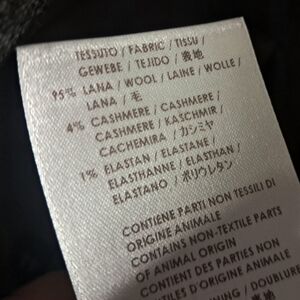 TESSUTO / FABRIC / TISSU /
GEWEBE / TEJIDO / 表地
95% LANA / WOOL / LAINE / WOLLE /
LANA / 毛
4% CASHMERE / CASHMERE /
CASHMERE / KASCHMIR /
CACHEMIRA / カシミヤ
1% ELASTAN / ELASTANE /
ELASTHANNE / ELASTHAN /
ELASTANO / ポリウレタン
CONTIENE PARTI NON TESSILI DI
ORIGINE ANIMALE
CONTAINS NON-TEXTILE PARTS
OF ANIMAL ORIGIN
CONTIENT DES PARTIES NON
D'ORIGINE ANIMALE
/ DOUBLURE